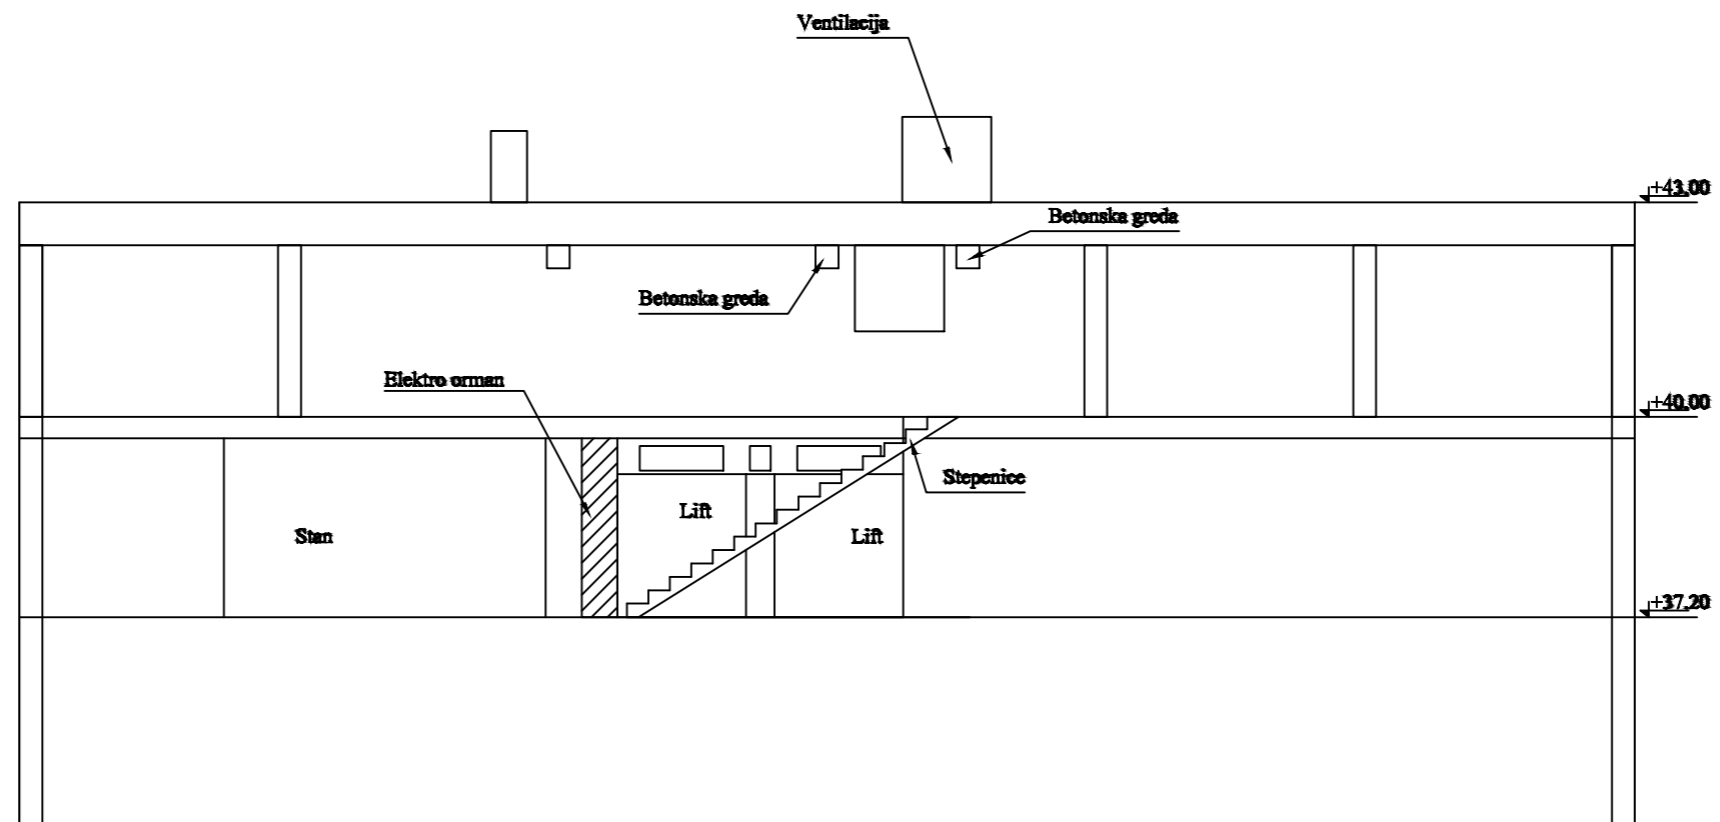 Ventilacija
+43.00
Betonska greda
Betonska greda
Elektro orman
+40.00
Stepenice
Lift
Stan
Lift
+37.20